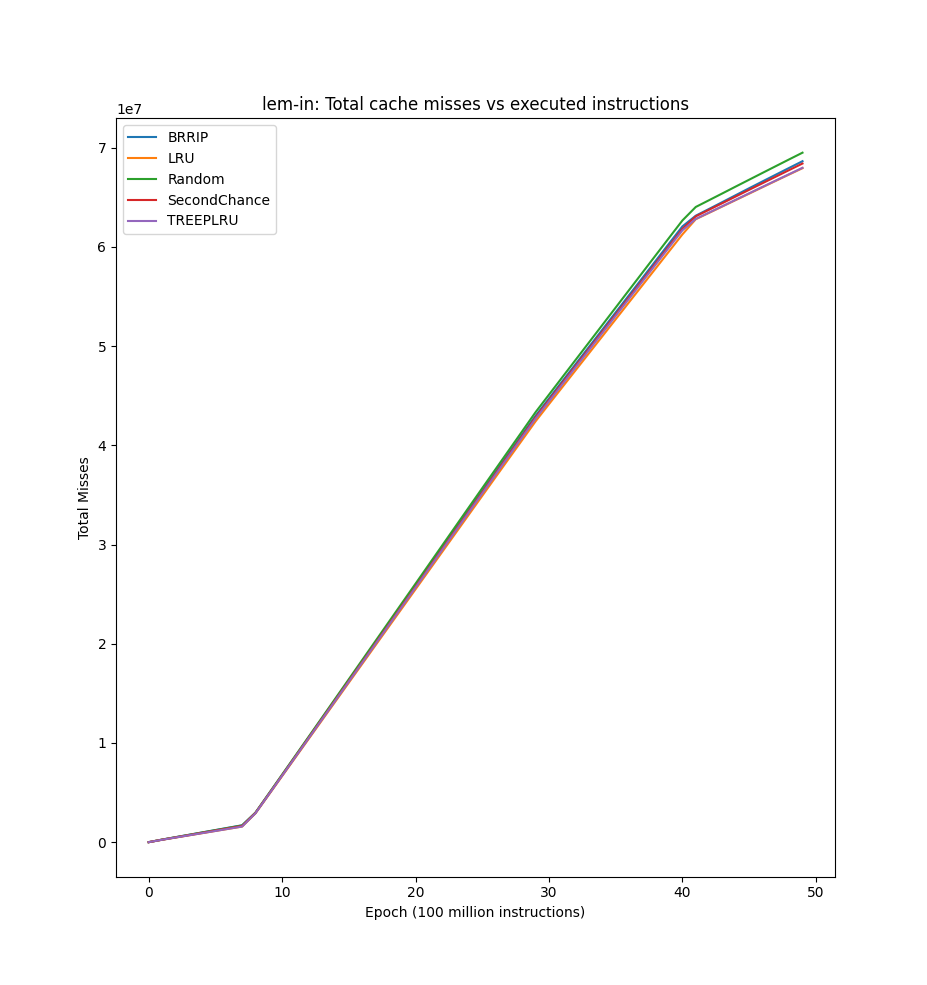 lem-in: Total cache misses vs executed instructions
1e7
BRRIP
LRU
Random
SecondChance
TREEPLRU
7
6
5
4
3
2
1
0
Total Misses
0 10 20 30 40 50
Epoch (100 million instructions)